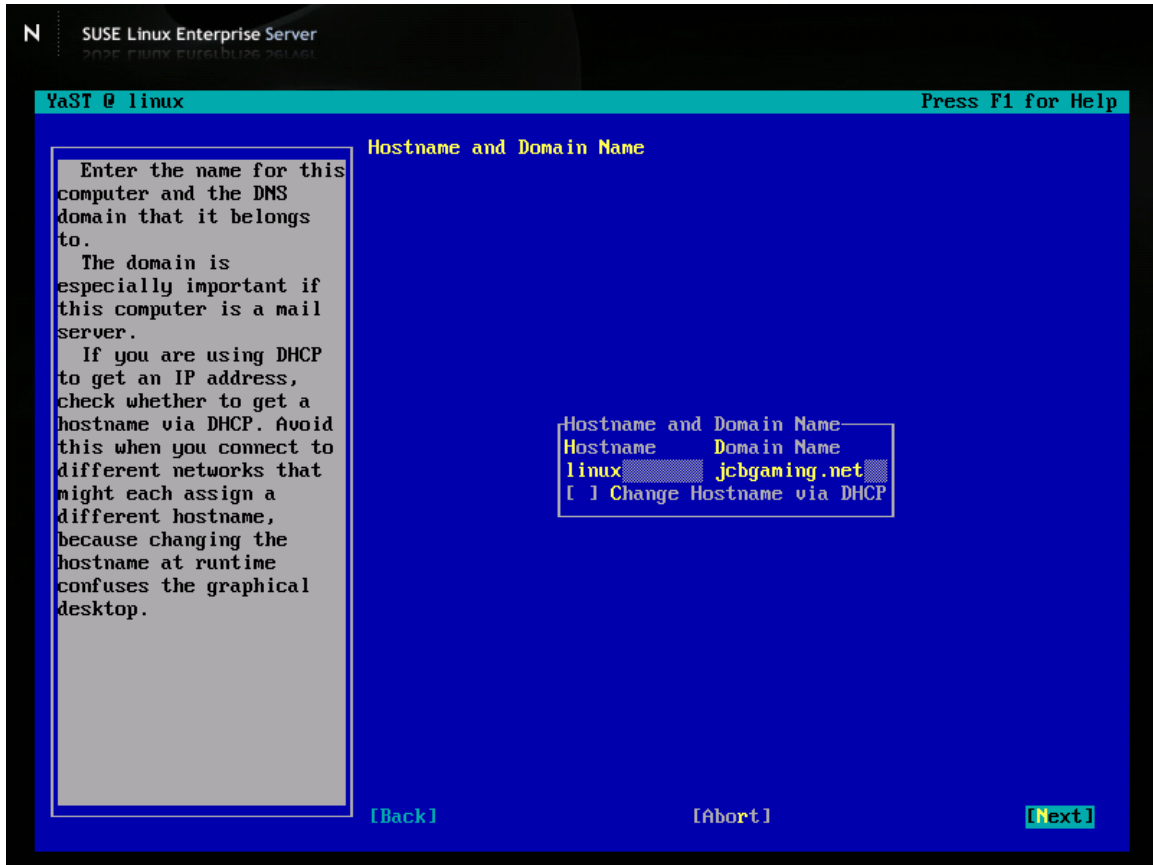 N SUSE Linux Enterprise Server
YaST @ linux Press F1 for Help
Hostname and Domain Name
Enter the name for this
computer and the DNS
domain that it belongs
to.
The domain is
especially important if
this computer is a mail
server.
If you are using DHCP
to get an IP address,
check whether to get a
hostname via DHCP. Avoid
this when you connect to
different networks that
might each assign a
different hostname,
because changing the
hostname at runtime
confuses the graphical
desktop.
Hostname and Domain Name
Hostname Domain Name
linux jcbgaming.net
[ ] Change Hostname via DHCP
[Back] [Abort] [Next]